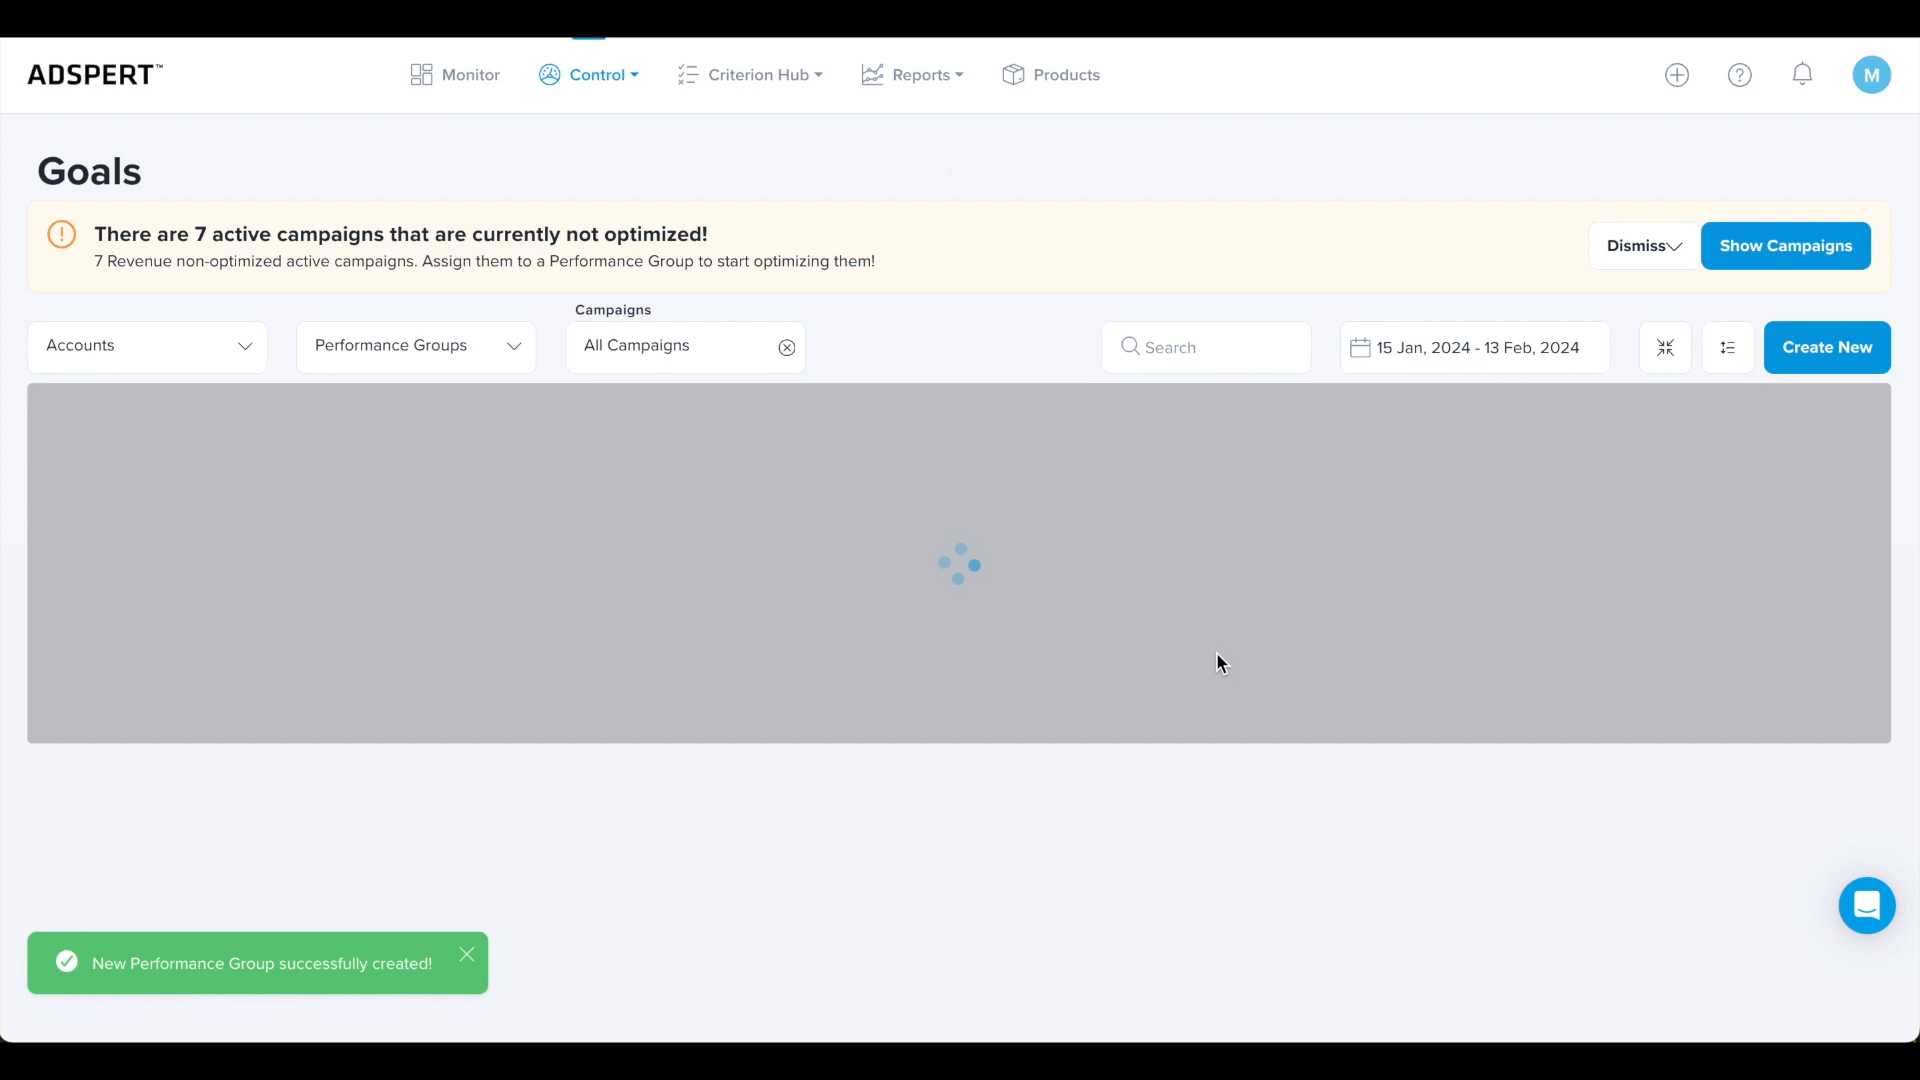 ADSPERT™
Monitor
Control
Criterion Hub
Reports
Products
M
Goals
There are 7 active campaigns that are currently not optimized!
7 Revenue non-optimized active campaigns. Assign them to a Performance Group to start optimizing them!
Dismiss
Show Campaigns
Campaigns
Accounts
Performance Groups
All Campaigns
Search
15 Jan, 2024 - 13 Feb, 2024
Create New
New Performance Group successfully created!